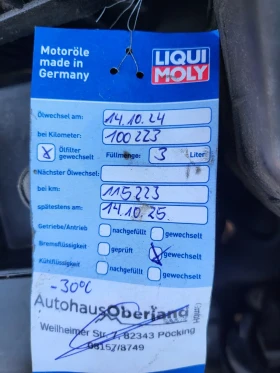 Motoröle
made in
Germany
LIQUI
MOLY
Ölwechsel am: 14.10.24
bei Kilometer: 100223
Ölfilter
gewechselt Füllmenge: 3 Liter
Nächster Ölwechsel:
bei km: 115223
spätestens am: 14.10.25.
Getriebe/Antrieb nachgefüllt gewechselt
Bremsflüssigkeit geprüft gewechselt
Kühlflüssigkeit nachgefüllt gewechselt
-30°C
AutohausOberland GmbH
Weilheimer Str. 7, 82343 Pöcking
08157/8749